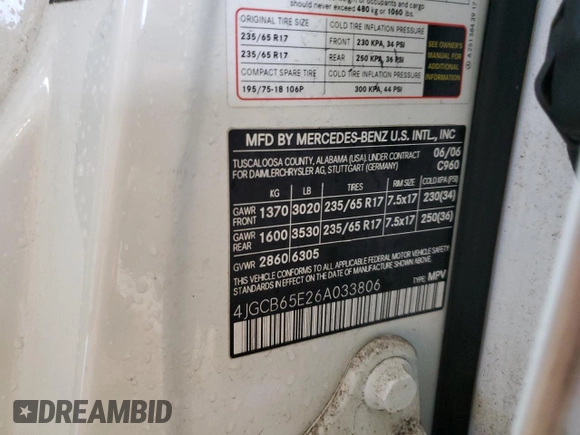 should never exceed 480 kg or 1060 lbs.
ORIGINAL TIRE SIZE
COLD TIRE INFLATION PRESSURE
235/65 R17
FRONT
230 KPA, 34 PSI
235/65 R17
REAR
250 KPA, 36 PSI
COMPACT SPARE TIRE
COLD TIRE INFLATION PRESSURE
195/75-18 106P
300 KPA, 44 PSI
SEE OWNER'S
MANUAL FOR
ADDITIONAL
INFORMATION
MFD BY MERCEDES-BENZ U.S. INTL., INC
TUSCALOOSA COUNTY, ALABAMA (USA). UNDER CONTRACT 06/06
FOR DAIMLERCHRYSLER AG, STUTTGART (GERMANY) C960
KG LB TIRES RIM SIZE COLD KPA (PSI)
GAWR FRONT 1370 3020 235/65 R17 7.5x17 230(34)
GAWR REAR 1600 3530 235/65 R17 7.5x17 250(36)
GVWR 2860 6305
THIS VEHICLE CONFORMS TO ALL APPLICABLE FEDERAL MOTOR VEHICLE SAFETY
STANDARDS IN EFFECT ON THE DATE OF MANUFACTURE SHOWN ABOVE.
4JGCB65E26A033806 TYPE: MPV
DREAMBID